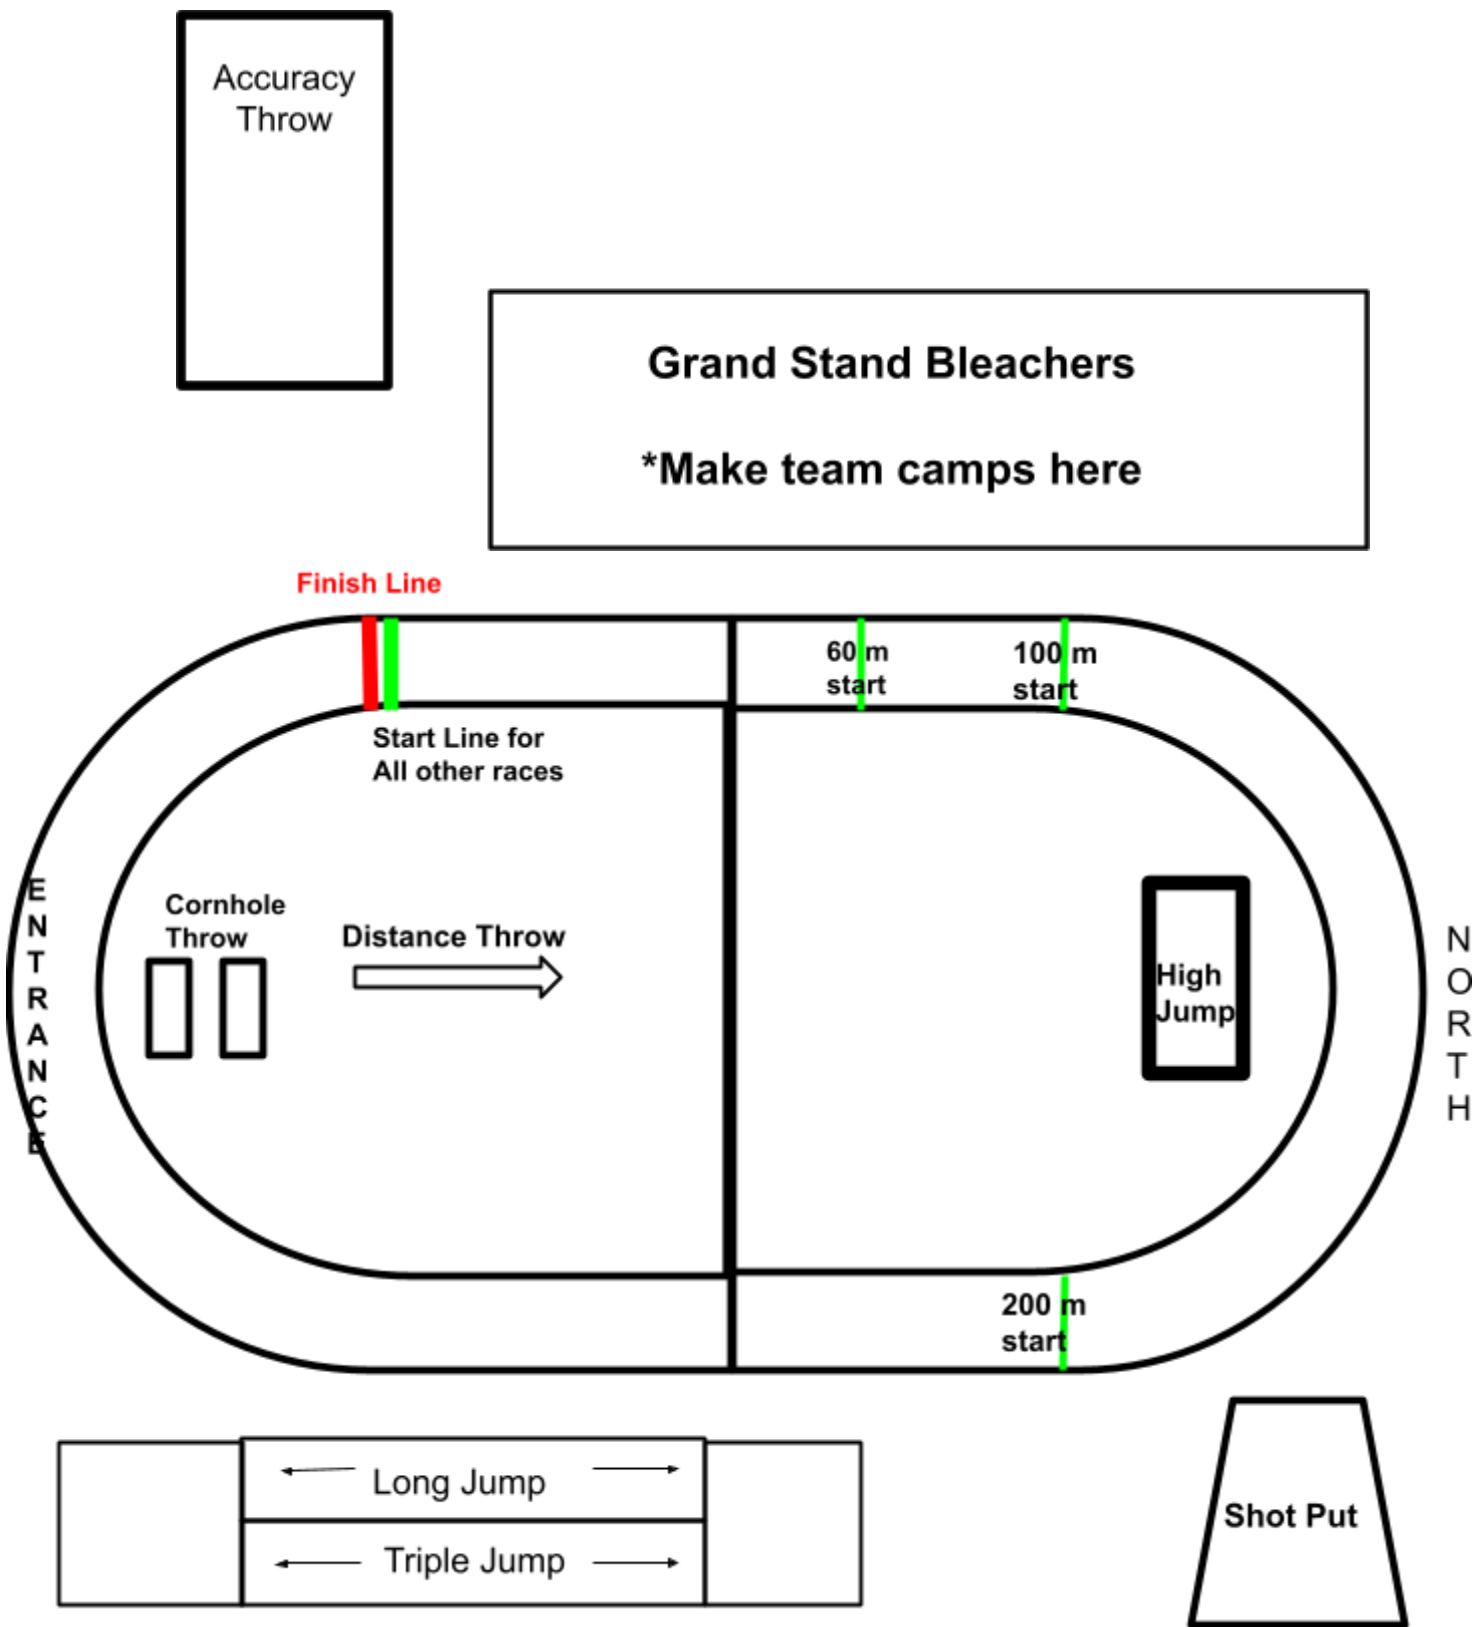 Accuracy
Throw
Grand Stand Bleachers
*Make team camps here
Finish Line
60 m
start
100 m
start
Start Line for
All other races
ENTRANCE
Cornhole
Throw
Distance Throw
High
Jump
NORTH
200 m
start
Long Jump
Triple Jump
Shot Put